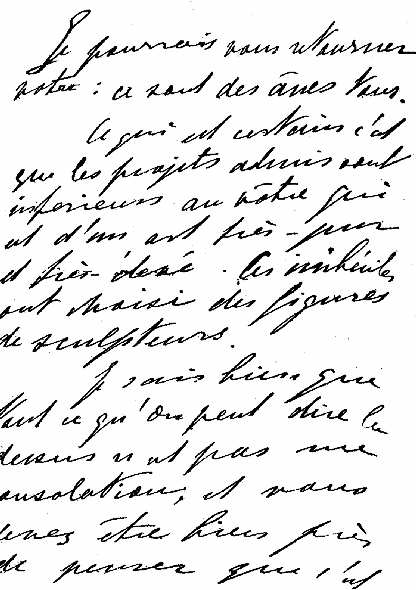 Je pourrais vous retourner
votre : ce sont des ânes tous.
Ce qui est certain c'est
que les projets admis sont
inférieurs au vôtre qui
est d'un art très-pur
et très-élevé. Ces imbéciles
ont choisi des figures
de sculpteurs.
Je sais bien que
tout ce qu'on peut dire là
dessus n'est pas une
consolation, et vous
devez être bien près
de penser que c'est